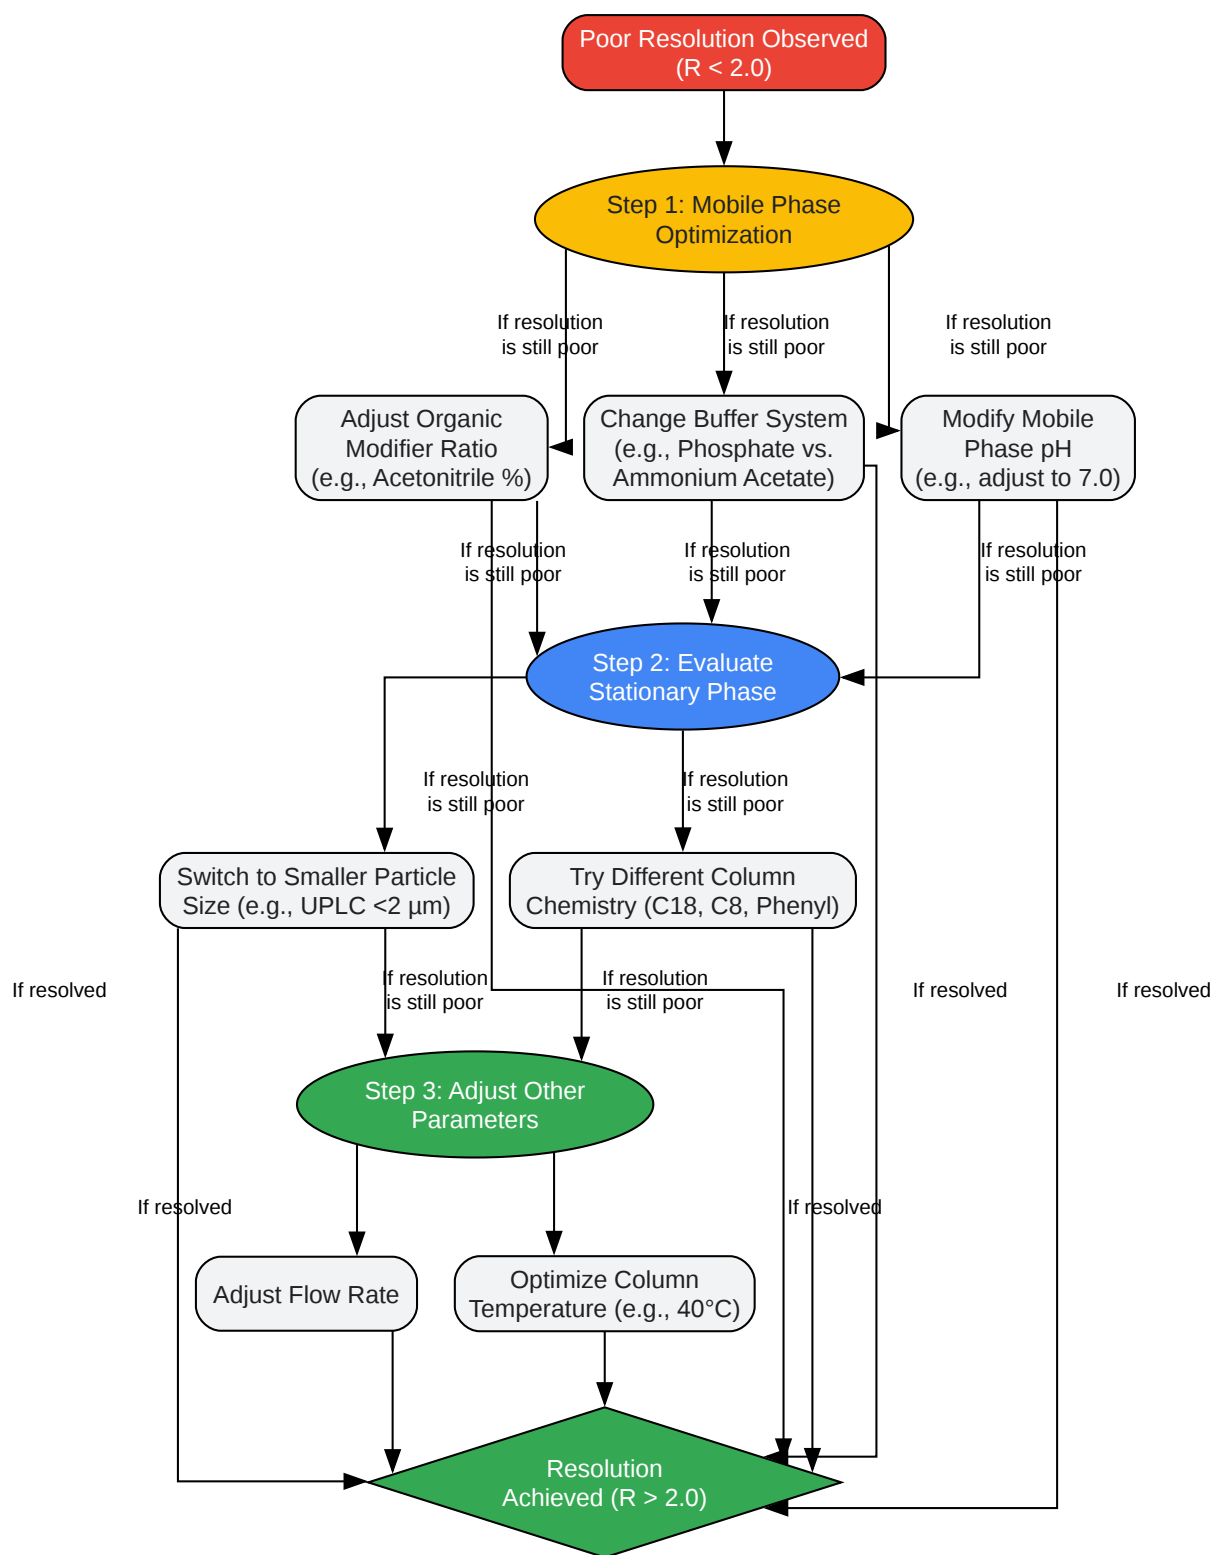 Poor Resolution Observed
(R < 2.0)
Step 1: Mobile Phase
Optimization
If resolution
is still poor
If resolution
is still poor
If resolution
is still poor
Adjust Organic
Modifier Ratio
(e.g., Acetonitrile %)
Change Buffer System
(e.g., Phosphate vs.
Ammonium Acetate)
Modify Mobile
Phase pH
(e.g., adjust to 7.0)
If resolution
is still poor
If resolution
is still poor
If resolution
is still poor
Step 2: Evaluate
Stationary Phase
If resolution
is still poor
If resolution
is still poor
Switch to Smaller Particle
Size (e.g., UPLC <2 µm)
Try Different Column
Chemistry (C18, C8, Phenyl)
If resolved
If resolution
is still poor
If resolution
is still poor
If resolved
If resolved
Step 3: Adjust Other
Parameters
If resolved
If resolved
Adjust Flow Rate
Optimize Column
Temperature (e.g., 40°C)
Resolution
Achieved (R > 2.0)